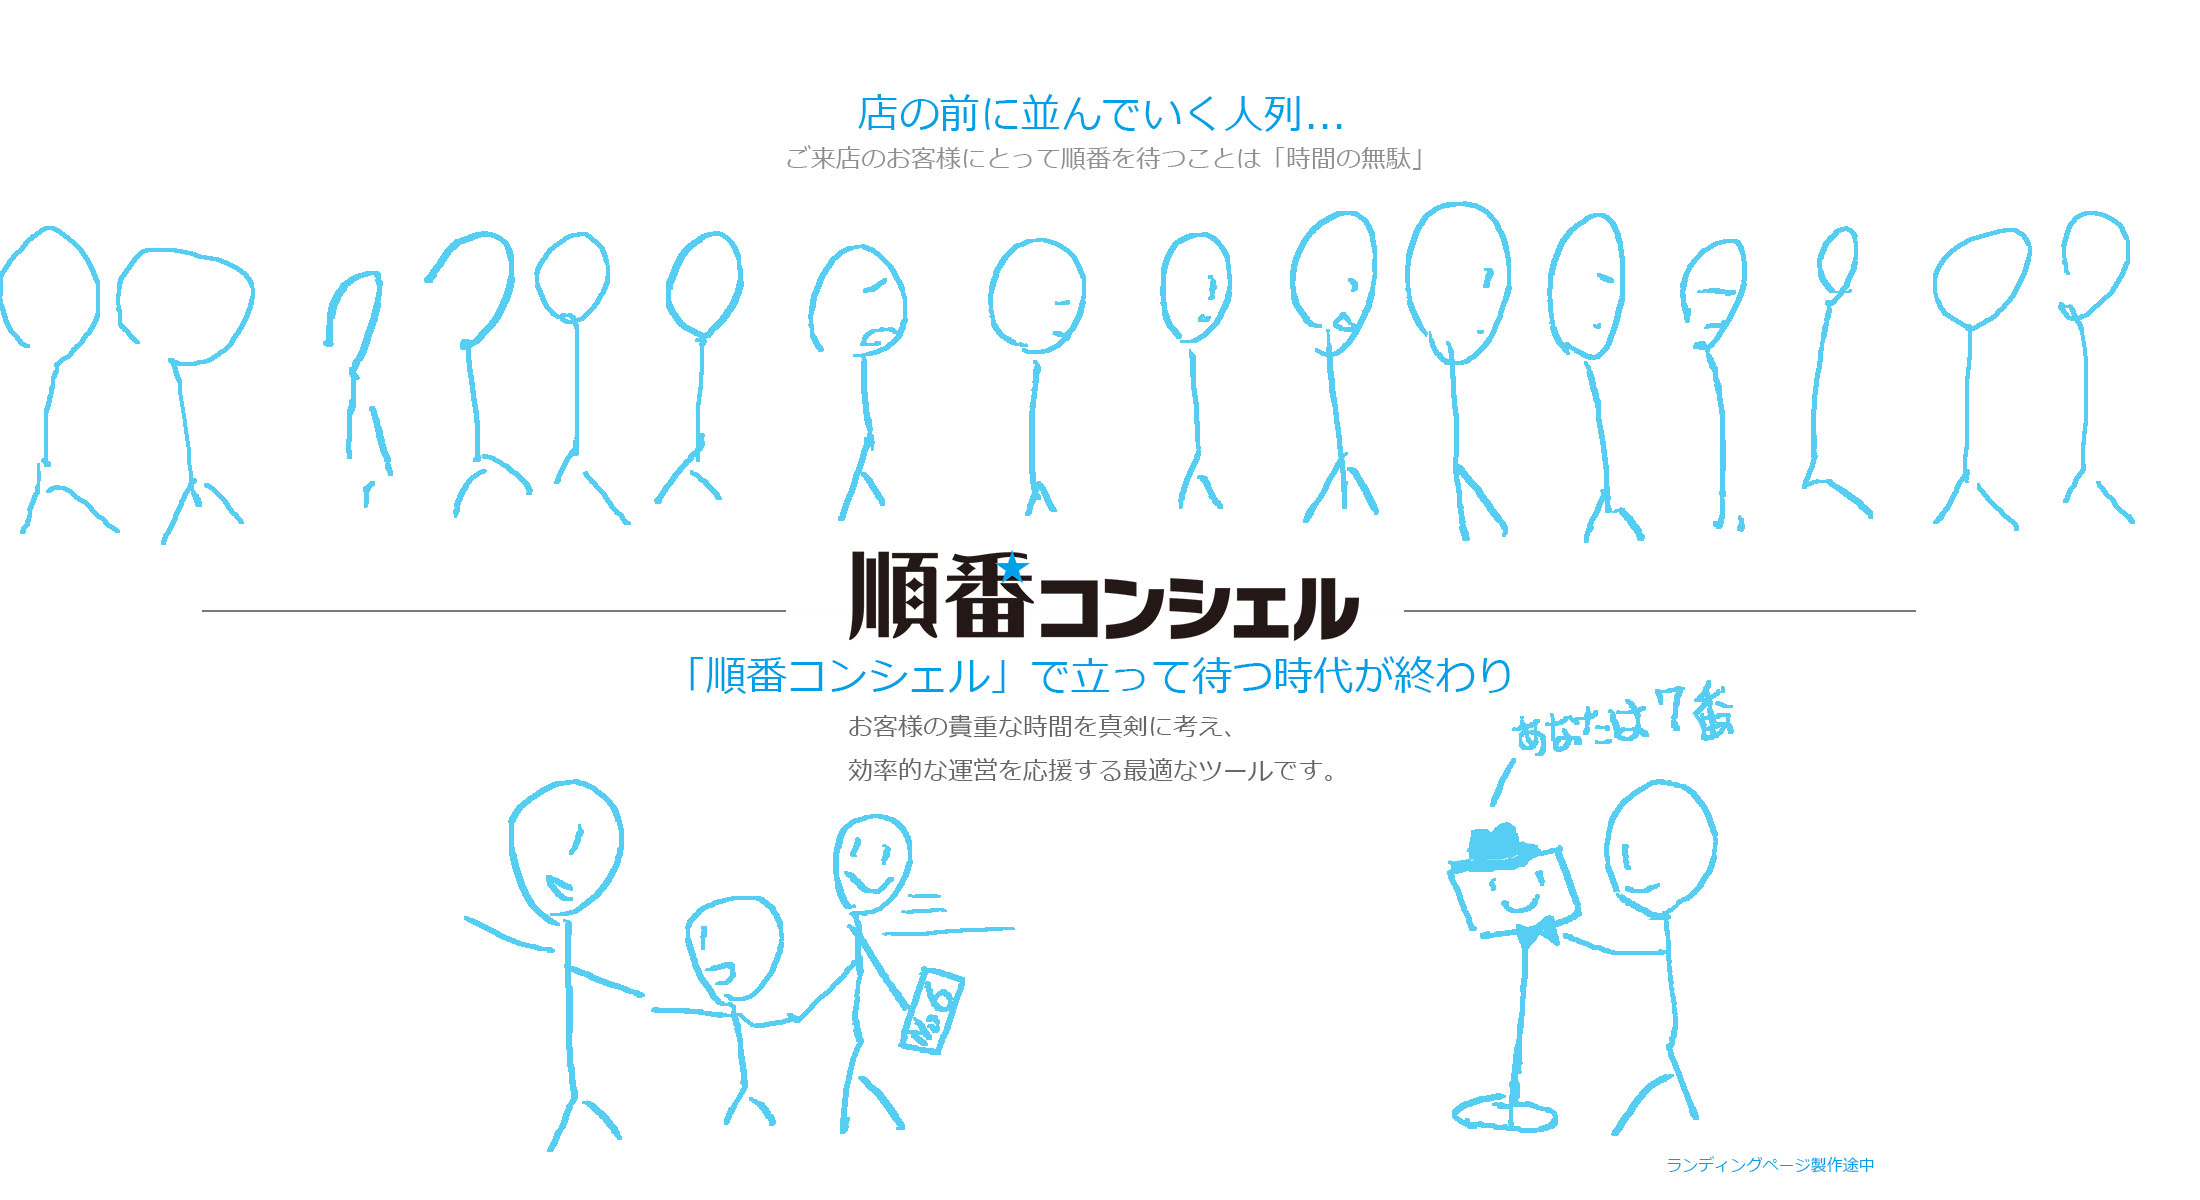 店の前に並んでいく人列…
ご来店のお客様にとって順番を待つことは「時間の無駄」
順番コンシェル
「順番コンシェル」で立って待つ時代が終わり
お客様の貴重な時間を真剣に考え、
効率的な運営を応援する最適なツールです。
あなたは7番
No6
ランディングページ製作途中